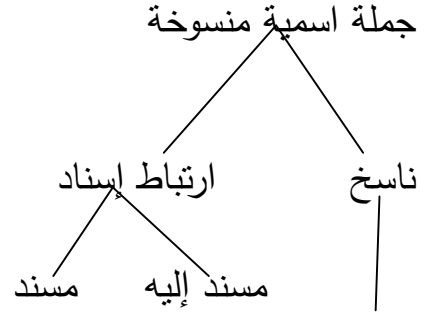 جملة اسمية منسوخة
ناسخ ارتباط إسناد
مسند إليه مسند